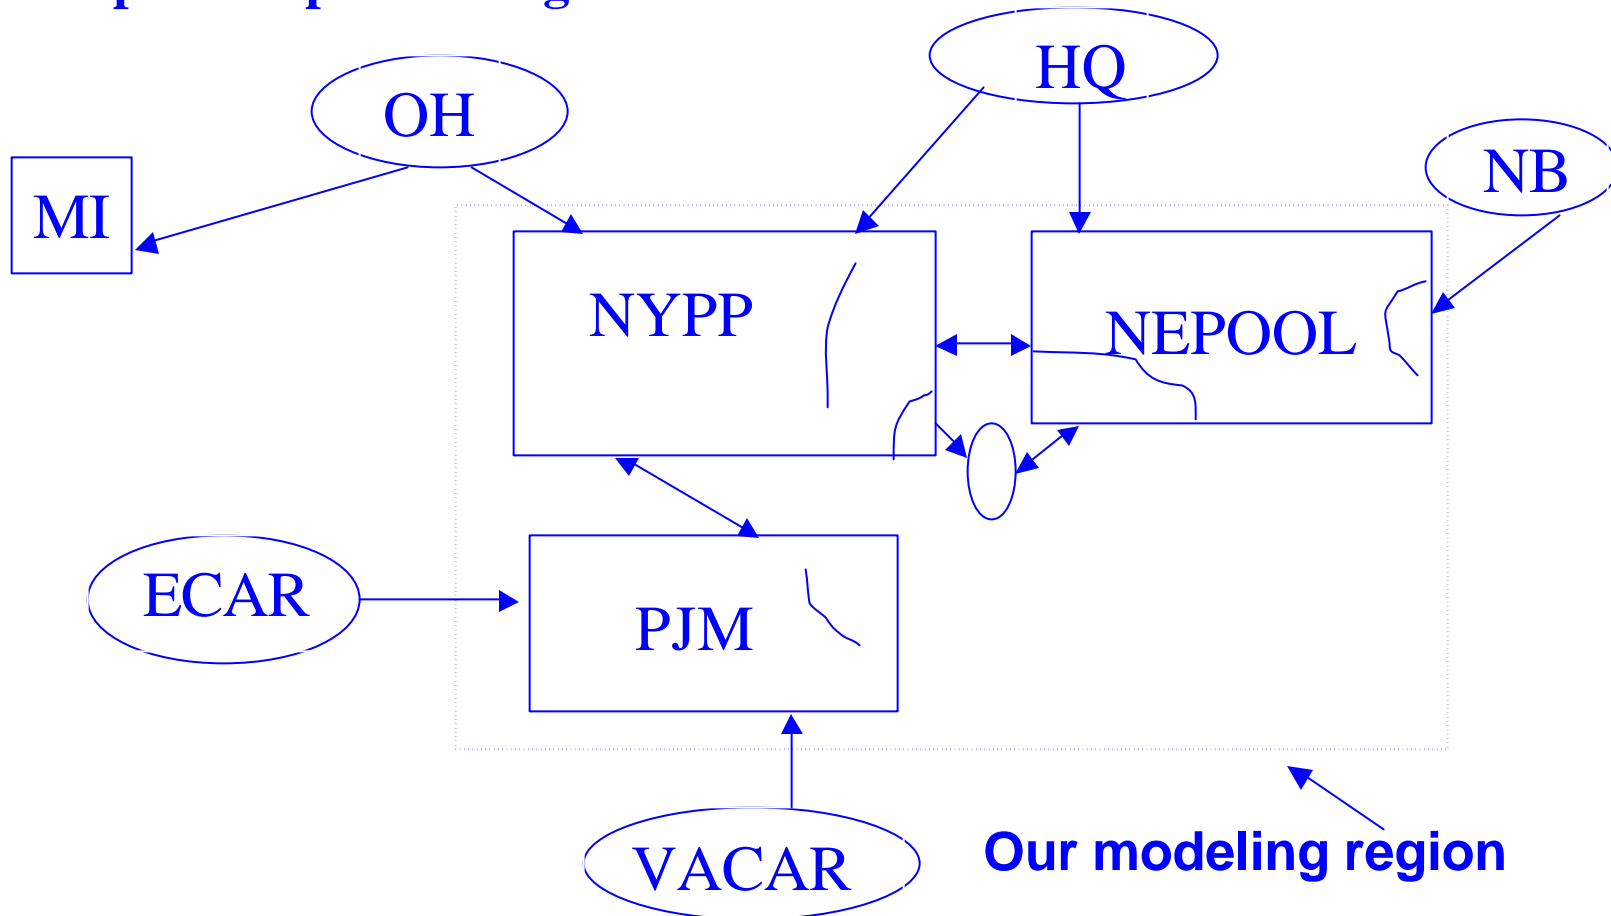 HQ
OH
NB
MI
NYPP
NEPOOL
ECAR
PJM
Our modeling region
VACAR